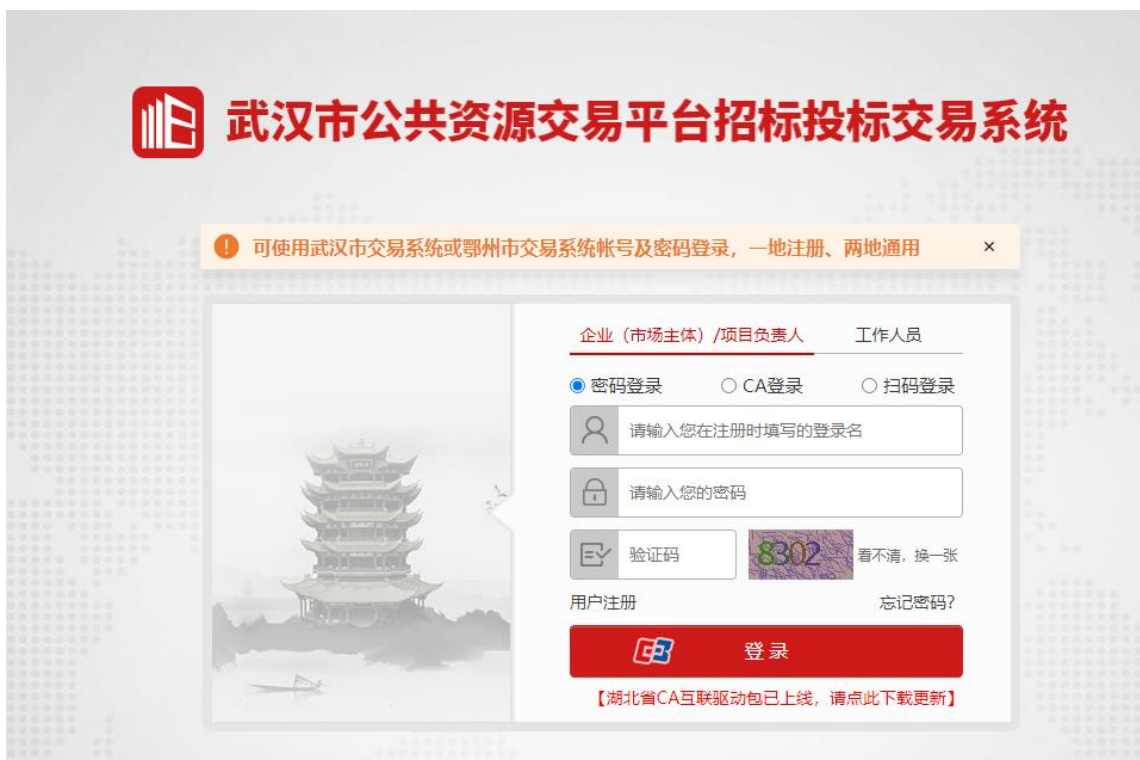 武汉市公共资源交易平台招标投标交易系统
可使用武汉市交易系统或鄂州市交易系统帐号及密码登录，一地注册、两地通用 ×
企业（市场主体）/项目负责人 工作人员
密码登录 CA登录 扫码登录
请输入您在注册时填写的登录名
请输入您的密码
验证码 8302 看不清，换一张
用户注册 忘记密码?
登录
【湖北省CA互联驱动包已上线，请点此下载更新】